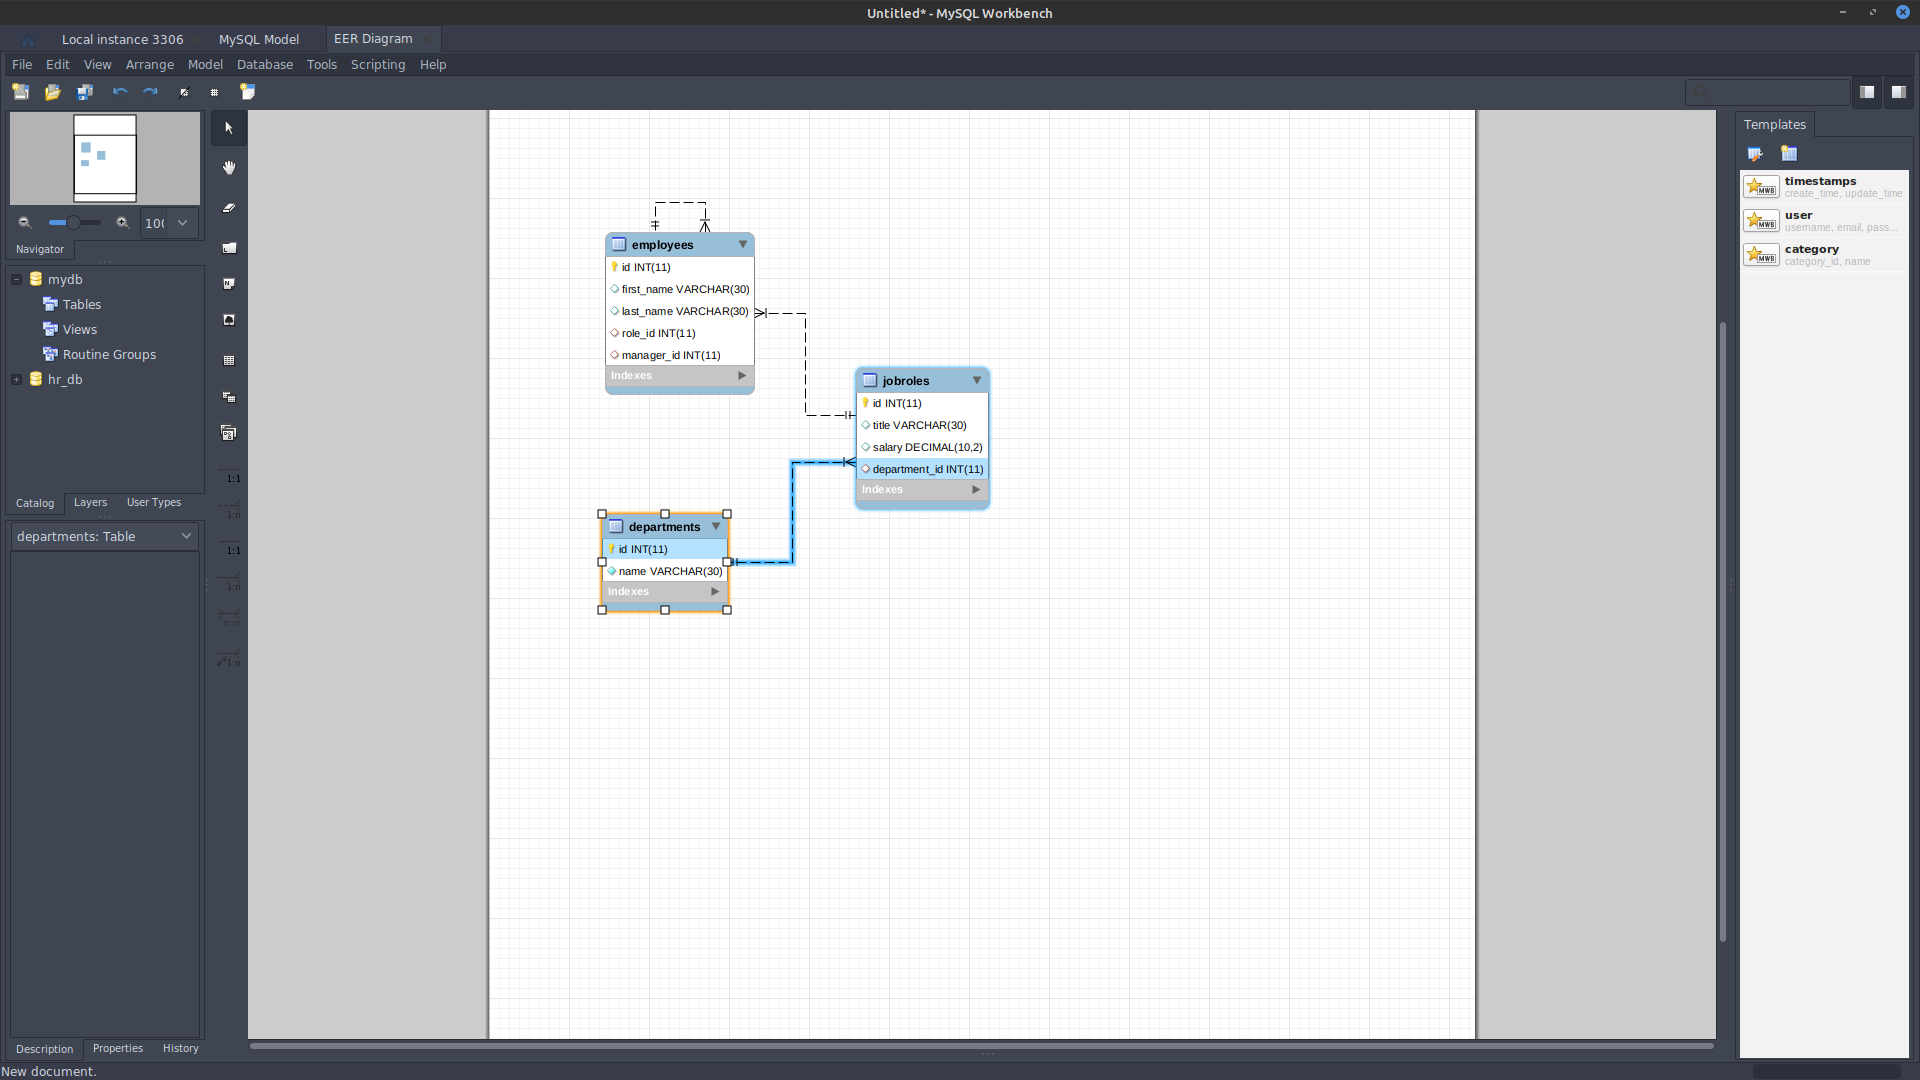 Untitled* - MySQL Workbench
Local instance 3306
MySQL Model
EER Diagram
File Edit View Arrange Model Database Tools Scripting Help
Navigator
mydb
Tables
Views
Routine Groups
hr_db
Catalog Layers User Types
departments: Table
Description Properties History
New document.
1:1
1:n
1:1
1:n
n:m
1:n
employees
id INT(11)
first_name VARCHAR(30)
last_name VARCHAR(30)
role_id INT(11)
manager_id INT(11)
Indexes
jobroles
id INT(11)
title VARCHAR(30)
salary DECIMAL(10,2)
department_id INT(11)
Indexes
departments
id INT(11)
name VARCHAR(30)
Indexes
Templates
MWB
timestamps
create_time, update_time
MWB
user
username, email, pass...
MWB
category
category_id, name